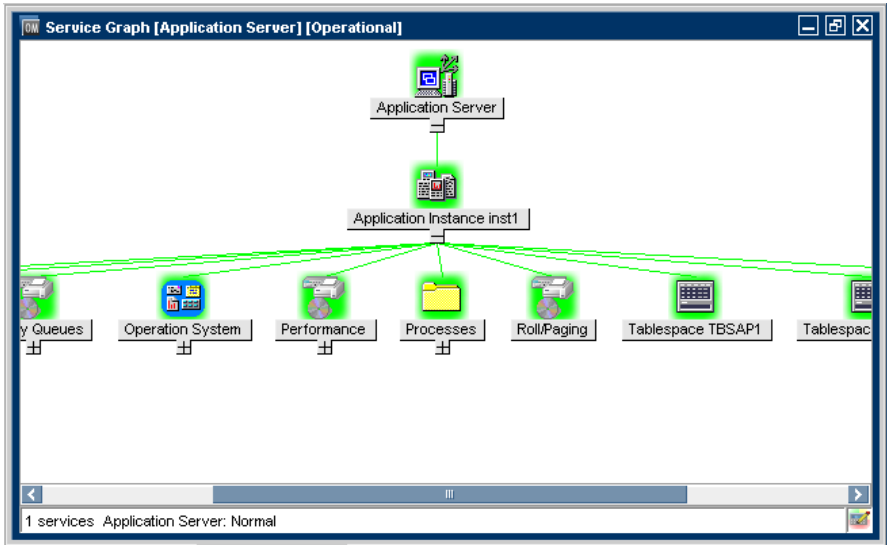 OM Service Graph [Application Server] [Operational]
Application Server
Application Instance inst1
y Queues
Operation System
Performance
Processes
Roll/Paging
Tablespace TBSAP1
Tablespac
1 services Application Server: Normal